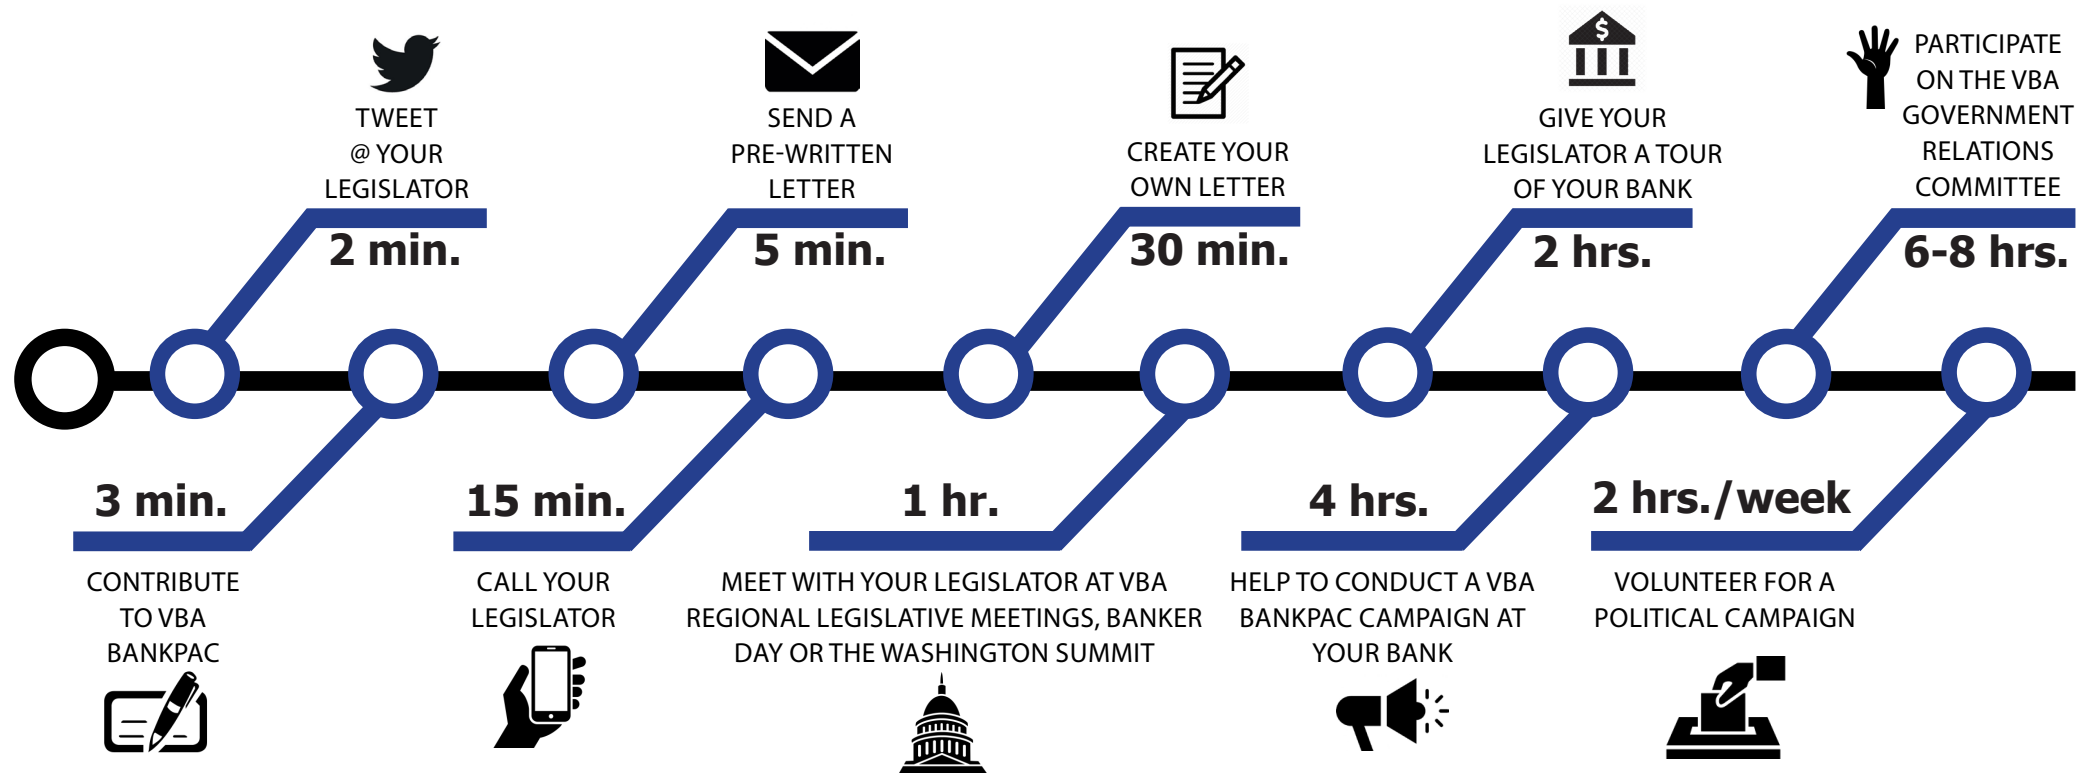 TWEET
@ YOUR
LEGISLATOR
2 min.
SEND A
PRE-WRITTEN
LETTER
5 min.
CREATE YOUR
OWN LETTER
30 min.
$
GIVE YOUR
LEGISLATOR A TOUR
OF YOUR BANK
2 hrs.
PARTICIPATE
ON THE VBA
GOVERNMENT
RELATIONS
COMMITTEE
6-8 hrs.
3 min.
CONTRIBUTE
TO VBA
BANKPAC
15 min.
CALL YOUR
LEGISLATOR
1 hr.
MEET WITH YOUR LEGISLATOR AT VBA
REGIONAL LEGISLATIVE MEETINGS, BANKER
DAY OR THE WASHINGTON SUMMIT
4 hrs.
HELP TO CONDUCT A VBA
BANKPAC CAMPAIGN AT
YOUR BANK
2 hrs./week
VOLUNTEER FOR A
POLITICAL CAMPAIGN